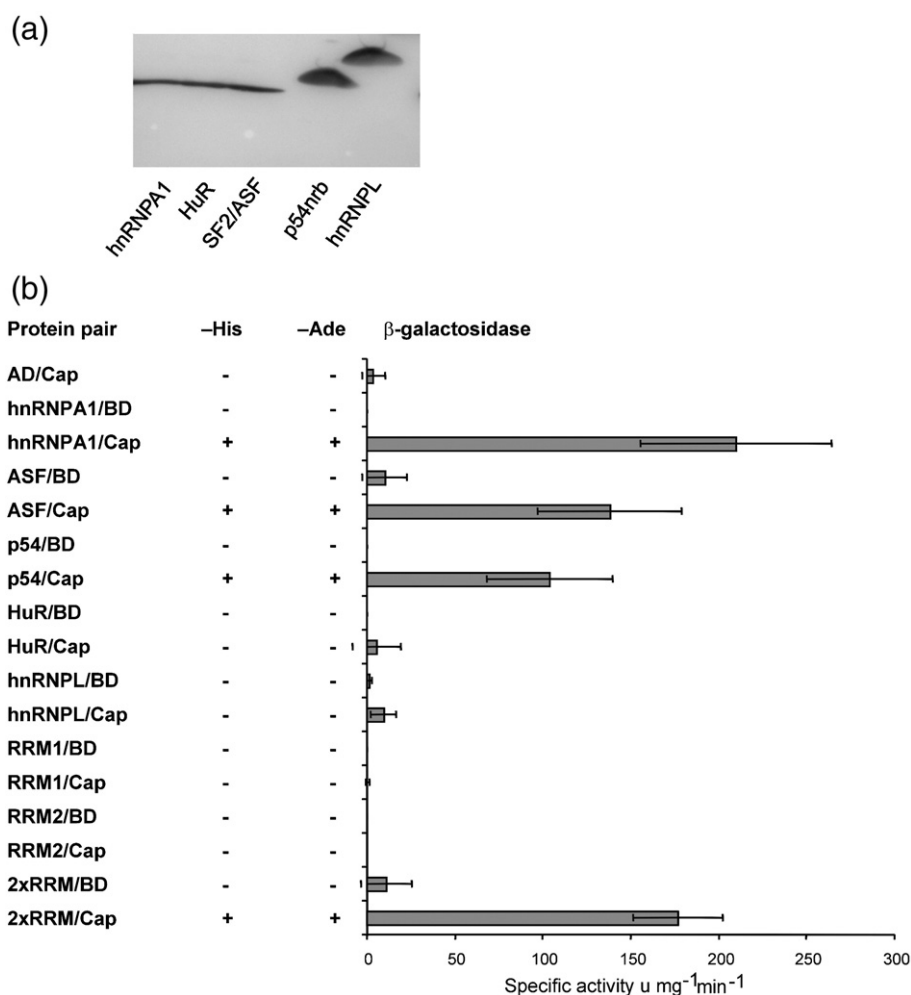 (a)
hnRNPA1
HuR
SF2/ASF
p54nrb
hnRNPL
(b)
Protein pair –His –Ade β-galactosidase
AD/Cap - -
hnRNPA1/BD - -
hnRNPA1/Cap + +
ASF/BD - -
ASF/Cap + +
p54/BD - -
p54/Cap + +
HuR/BD - -
HuR/Cap - -
hnRNPL/BD - -
hnRNPL/Cap - -
RRM1/BD - -
RRM1/Cap - -
RRM2/BD - -
RRM2/Cap - -
2xRRM/BD - -
2xRRM/Cap + +
0 50 100 150 200 250 300
Specific activity u mg⁻¹min⁻¹